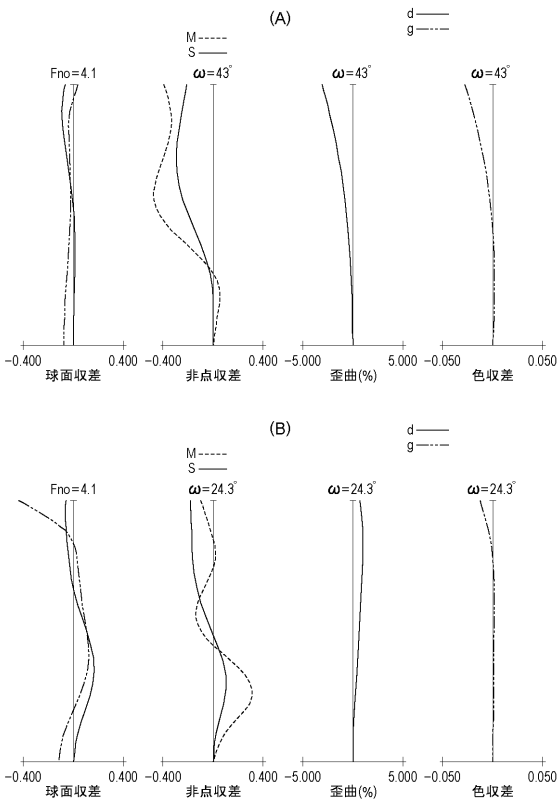 (A)
d
g
M
S
Fno=4.1
ω=43°
ω=43°
ω=43°
-0.400 0.400
球面収差
-0.400 0.400
非点収差
-5.000 5.000
歪曲(%)
-0.050 0.050
色収差
(B)
d
g
M
S
Fno=4.1
ω=24.3°
ω=24.3°
ω=24.3°
-0.400 0.400
球面収差
-0.400 0.400
非点収差
-5.000 5.000
歪曲(%)
-0.050 0.050
色収差